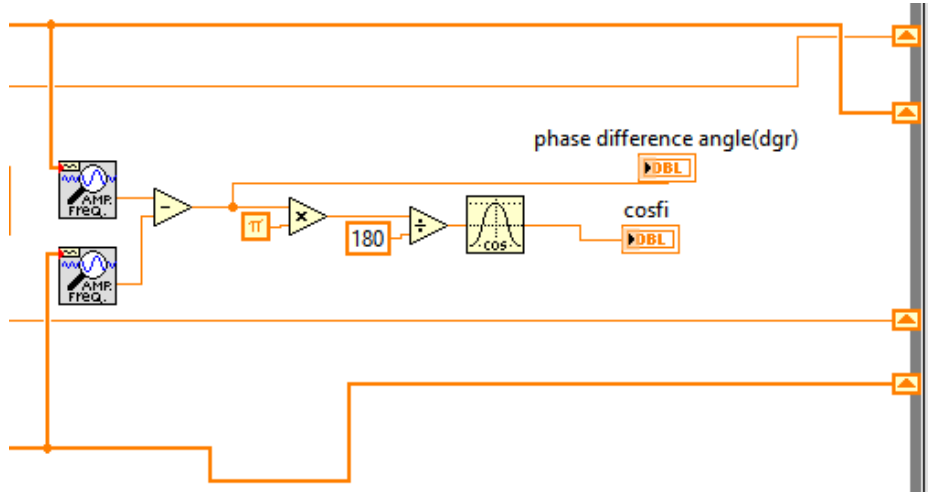 phase difference angle(dgr)
DBL
AMP.
Freq.
-
π
x
180
÷
cos
cosfi
DBL
AMP.
Freq.